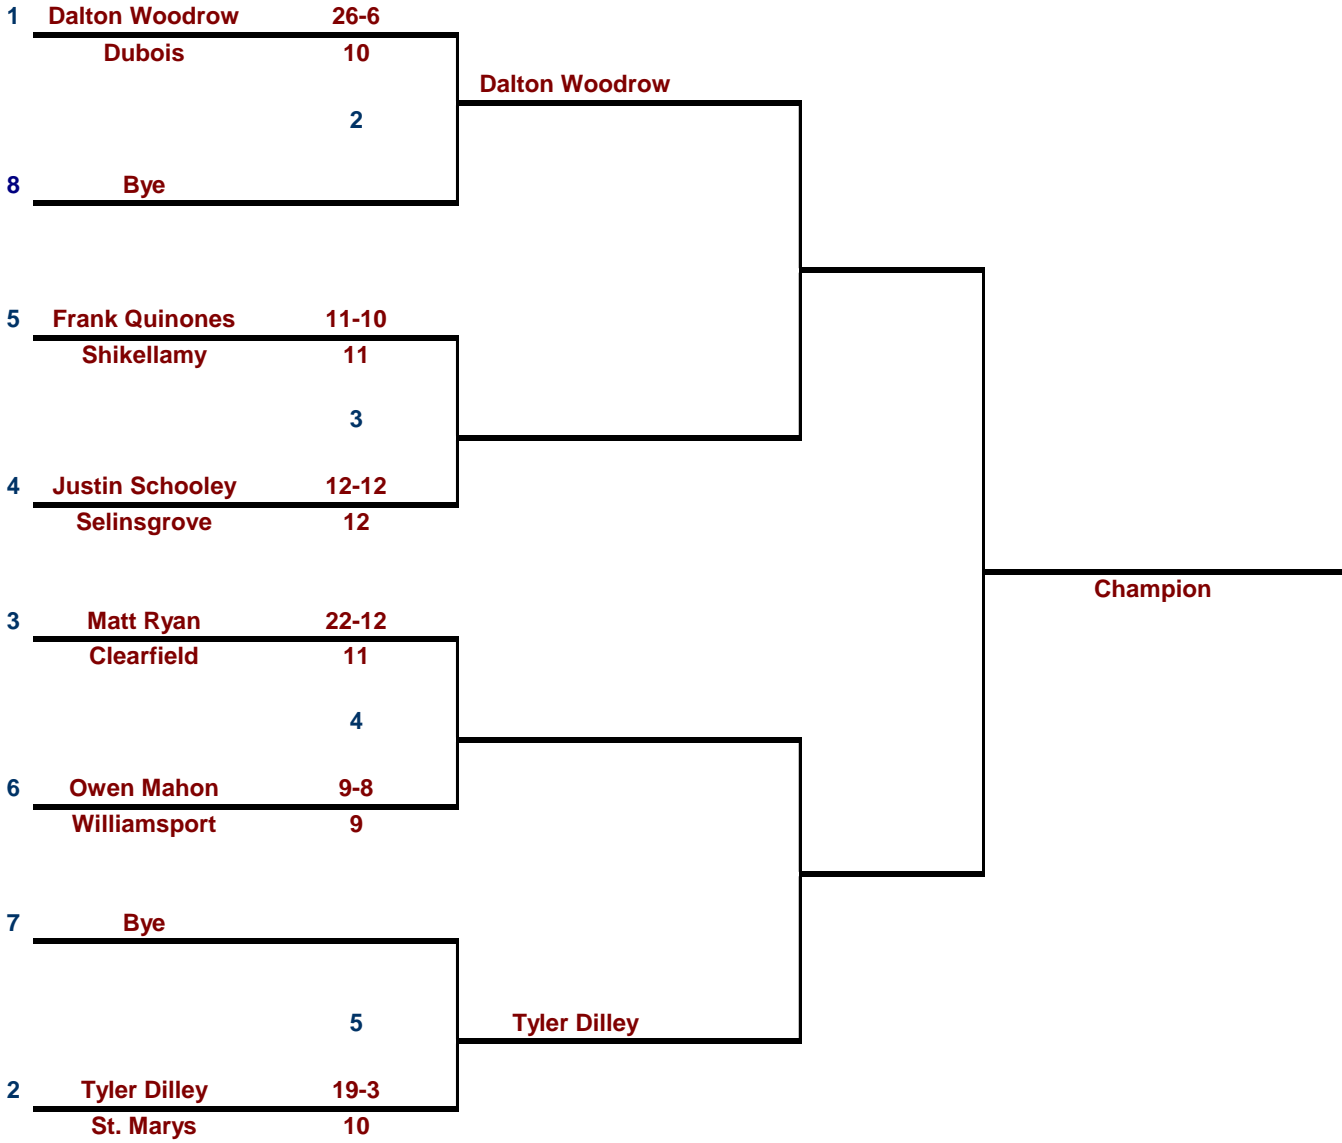 1 Dalton Woodrow 26-6
Dubois 10
Dalton Woodrow
2
8 Bye
5 Frank Quinones 11-10
Shikellamy 11
3
4 Justin Schooley 12-12
Selinsgrove 12
Champion
3 Matt Ryan 22-12
Clearfield 11
4
6 Owen Mahon 9-8
Williamsport 9
7 Bye
5 Tyler Dilley
2 Tyler Dilley 19-3
St. Marys 10